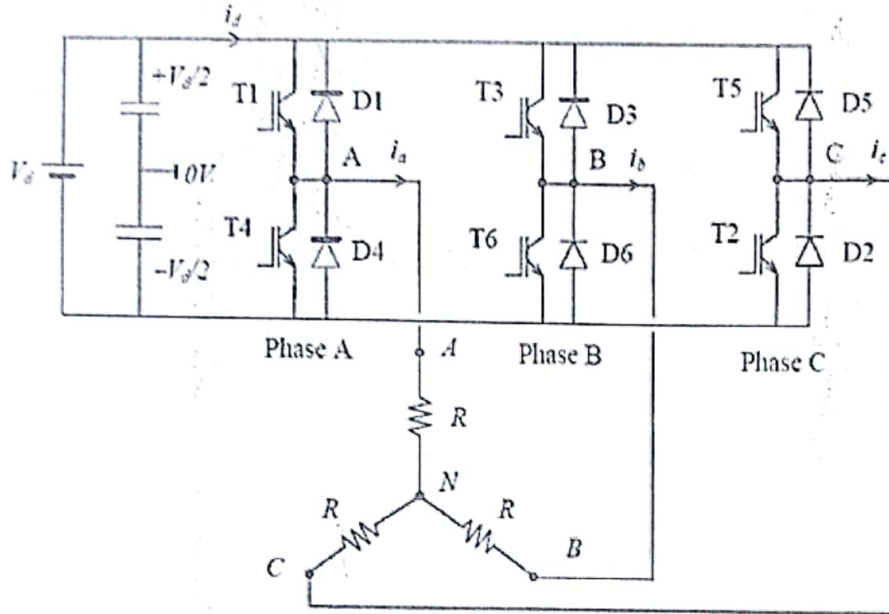 i_d
+V_d/2
T1
D1
T3
D3
T5
D5
V_d
0V
A
i_a
B
i_b
C
i_c
T4
D4
T6
D6
T2
D2
-V_d/2
Phase A
A
Phase B
Phase C
R
N
R
R
B
C